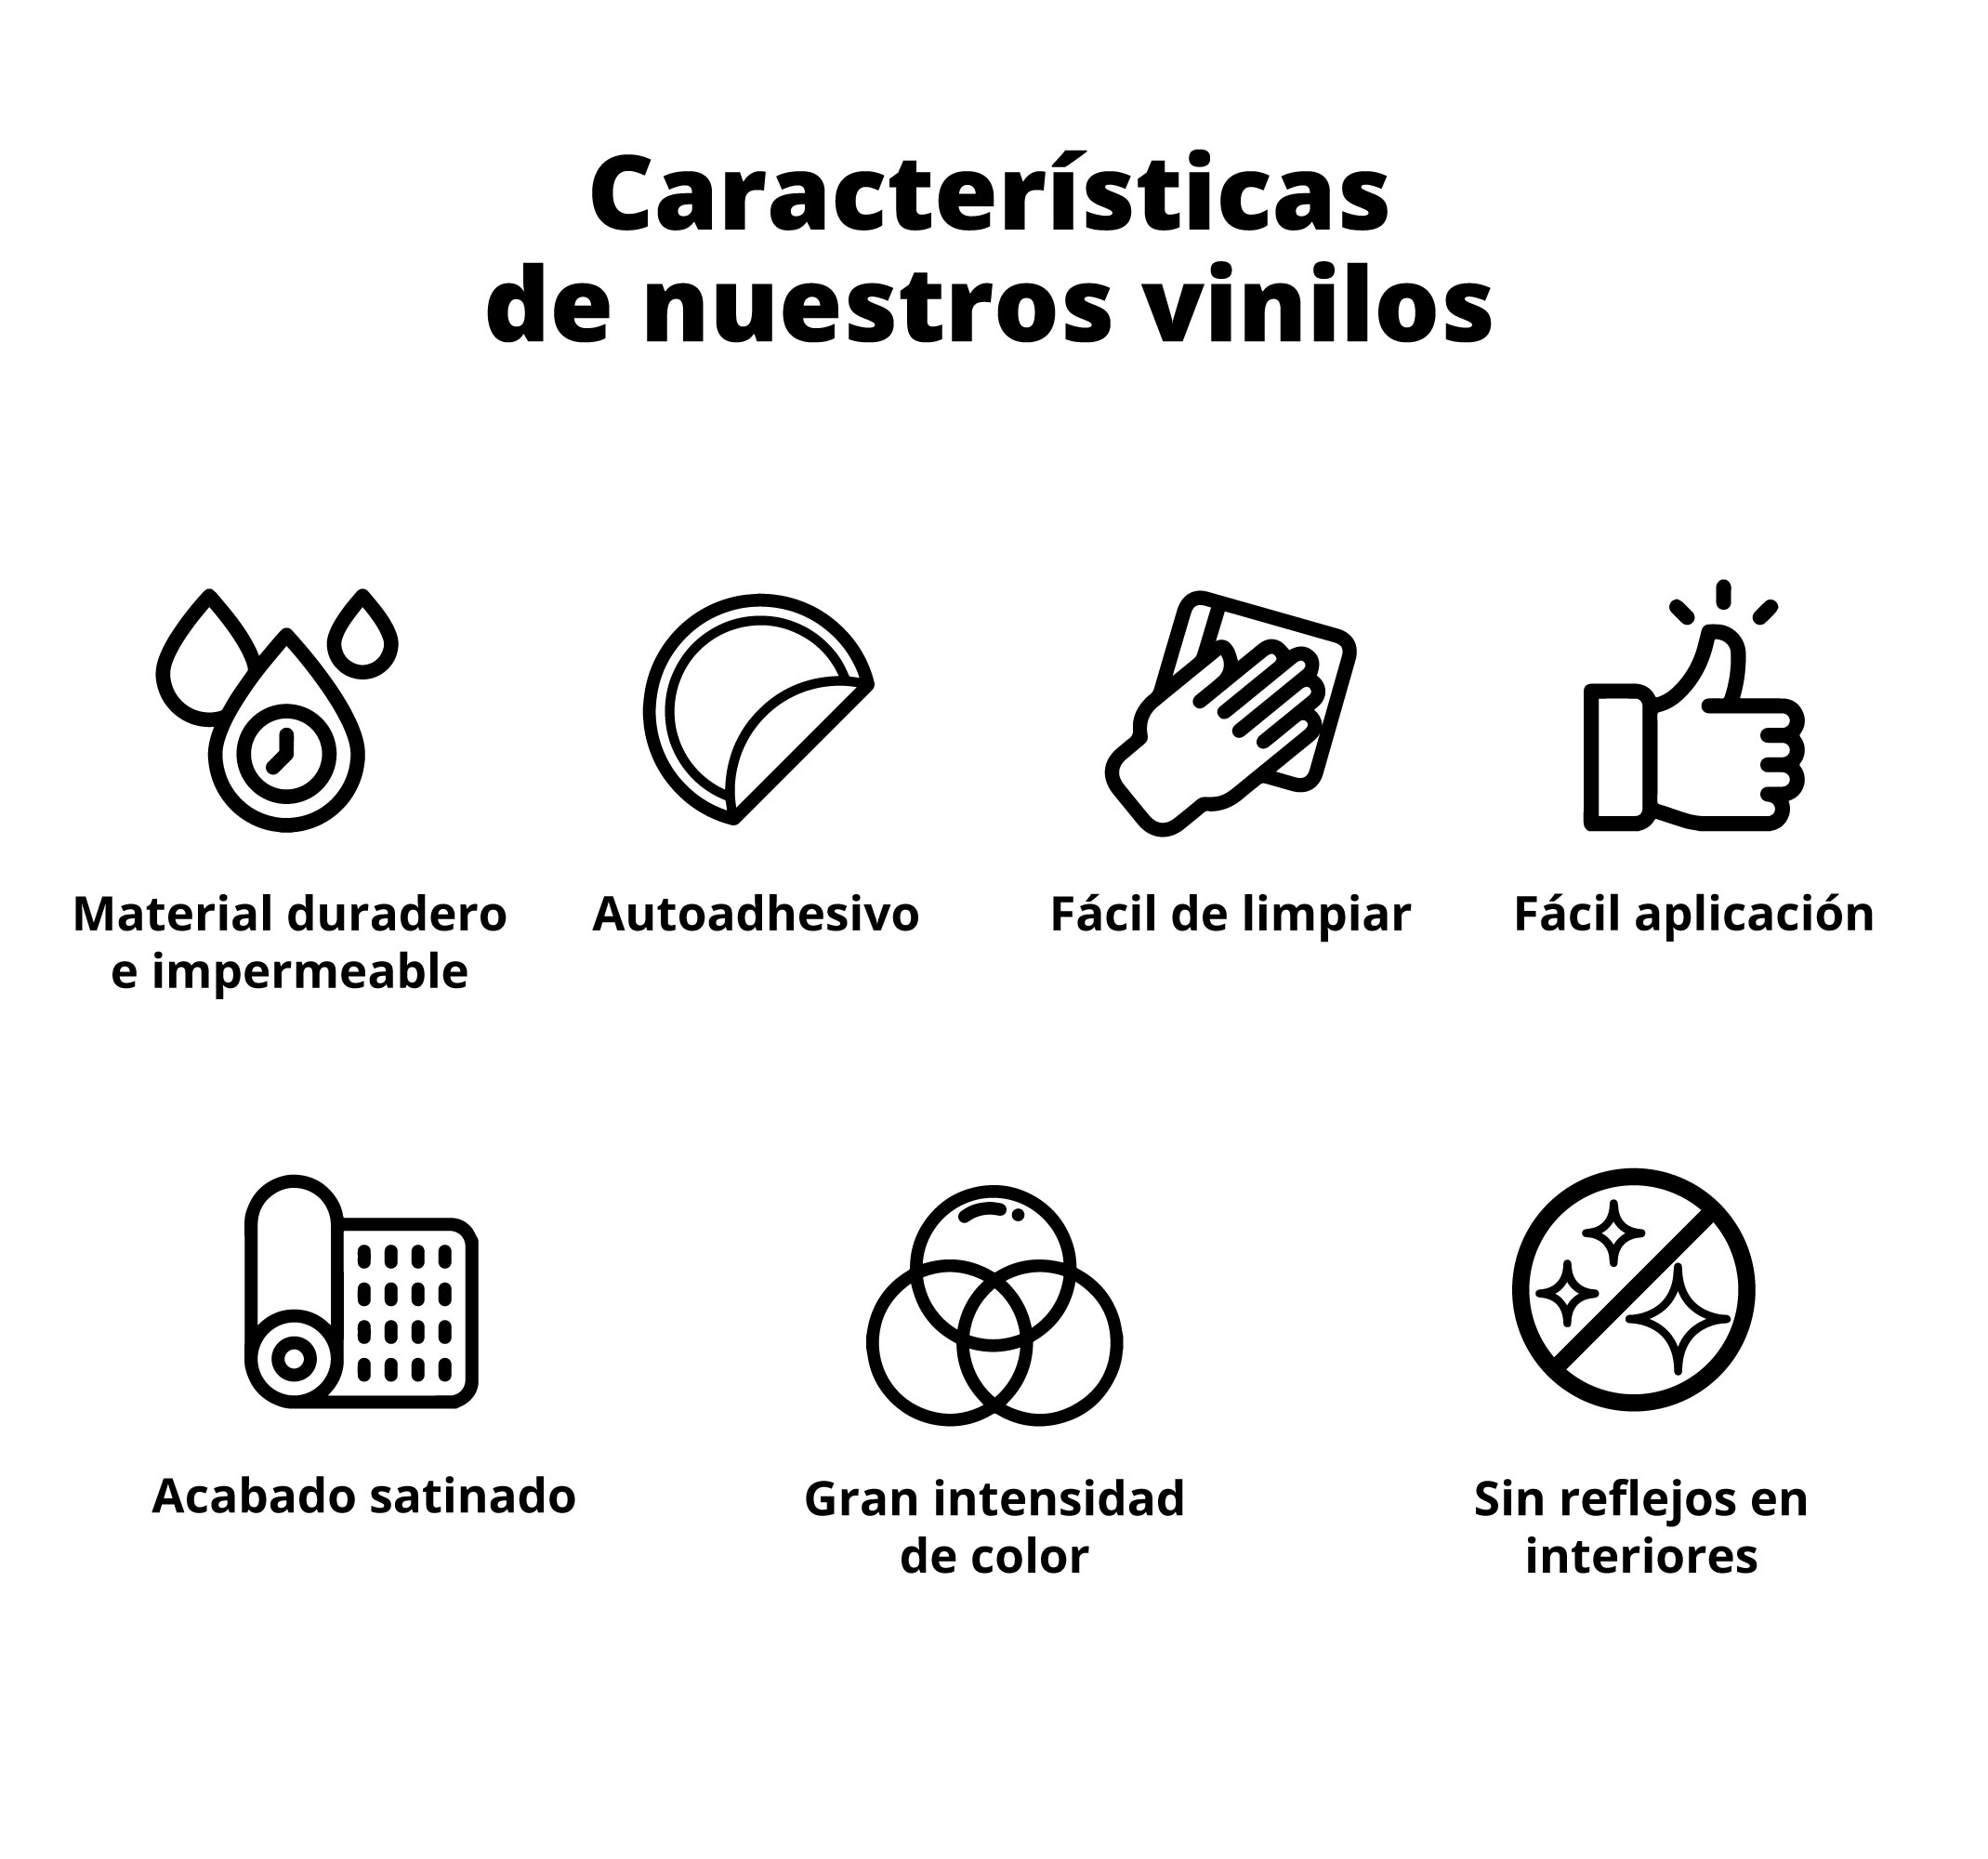 Características
de nuestros vinilos
Material duradero
e impermeable
Autoadhesivo
Fácil de limpiar
Fácil aplicación
Acabado satinado
Gran intensidad
de color
Sin reflejos en
interiores